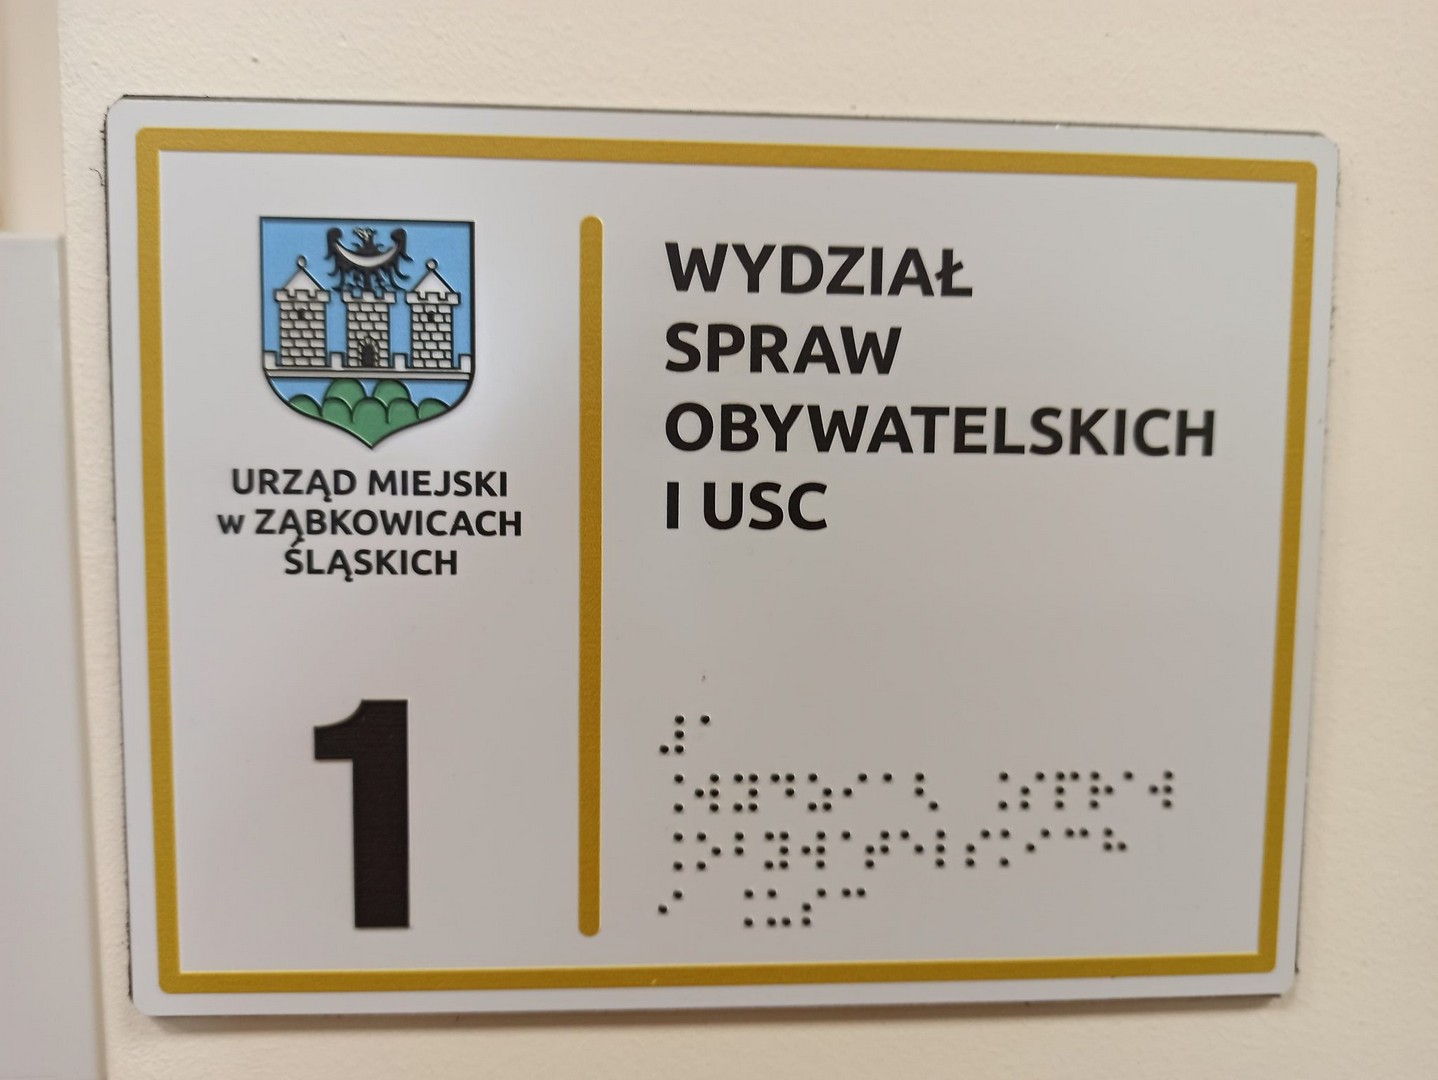 URZĄD MIEJSKI
w ZĄBKOWICACH
ŚLĄSKICH
1
WYDZIAŁ
SPRAW
OBYWATELSKICH
I USC